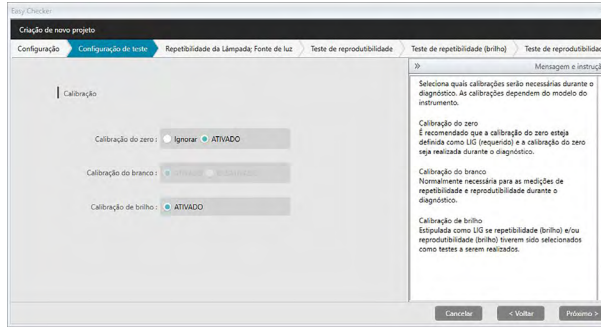 Easy Checker
Criação de novo projeto
Configuração
Configuração de teste
Repetibilidade da Lâmpada; Fonte de luz
Teste de reprodutibilidade
Teste de repetibilidade (brilho)
Teste de reprodutibilidad
Calibração
Calibração do zero :
Ignorar
ATIVADO
Calibração do branco :
Calibração de brilho :
ATIVADO
»
Mensagem e instruçã
Seleciona quais calibrações serão necessárias durante o
diagnóstico. As calibrações dependem do modelo do
instrumento.
Calibração do zero
É recomendado que a calibração do zero esteja
definida como LIG (requerido) e a calibração do zero
seja realizada durante o diagnóstico.
Calibração do branco
Normalmente necessária para as medições de
repetibilidade e reprodutibilidade durante o
diagnóstico.
Calibração de brilho
Estipulada como LIG se repetibilidade (brilho) e/ou
reprodutibilidade (brilho) tiverem sido selecionados
como testes a serem realizados.
Cancelar
< Voltar
Próximo >